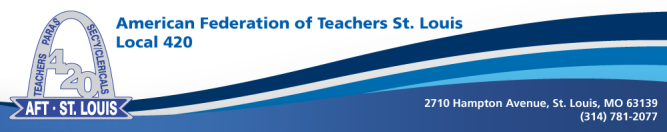 American Federation of Teachers St. Louis
Local 420
TEACHERS PARAS
SEC'Y/CLERICALS
420
AFT · ST. LOUIS
2710 Hampton Avenue, St. Louis, MO 63139
(314) 781-2077